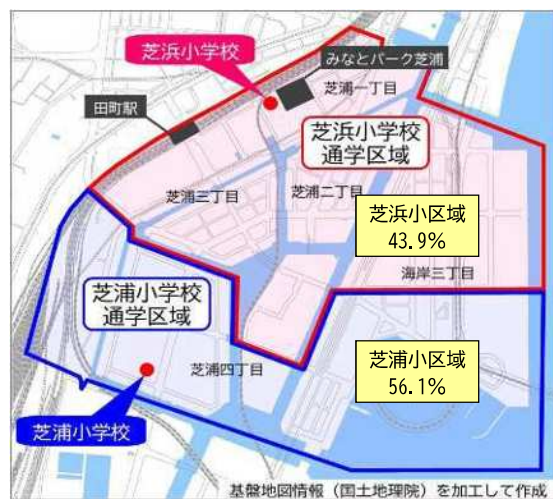 芝浜小学校
みなとパーク芝浦
芝浦一丁目
田町駅
芝浜小学校
通学区域
芝浦三丁目
芝浦二丁目
芝浜小区域
43.9%
海岸三丁目
芝浦小学校
通学区域
芝浦小区域
56.1%
芝浦四丁目
芝浦小学校
基盤地図情報（国土地理院）を加工して作成